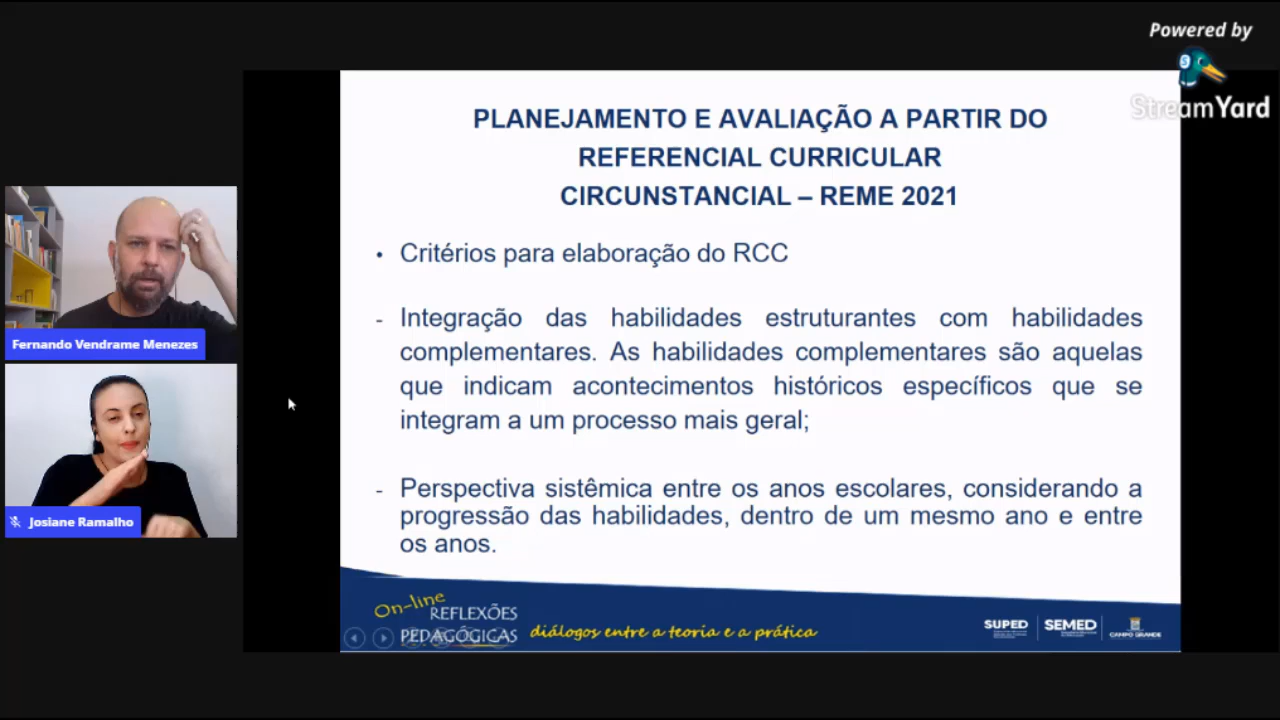 Powered by
StreamYard
PLANEJAMENTO E AVALIAÇÃO A PARTIR DO
REFERENCIAL CURRICULAR
CIRCUNSTANCIAL – REME 2021
• Critérios para elaboração do RCC
- Integração das habilidades estruturantes com habilidades
complementares. As habilidades complementares são aquelas
que indicam acontecimentos históricos específicos que se
integram a um processo mais geral;
- Perspectiva sistêmica entre os anos escolares, considerando a
progressão das habilidades, dentro de um mesmo ano e entre
os anos.
Fernando Vendrame Menezes
Josiane Ramalho
On-line
REFLEXÕES
PEDAGÓGICAS
diálogos entre a teoria e a prática
SUPED
SEMED
CAMPO GRANDE